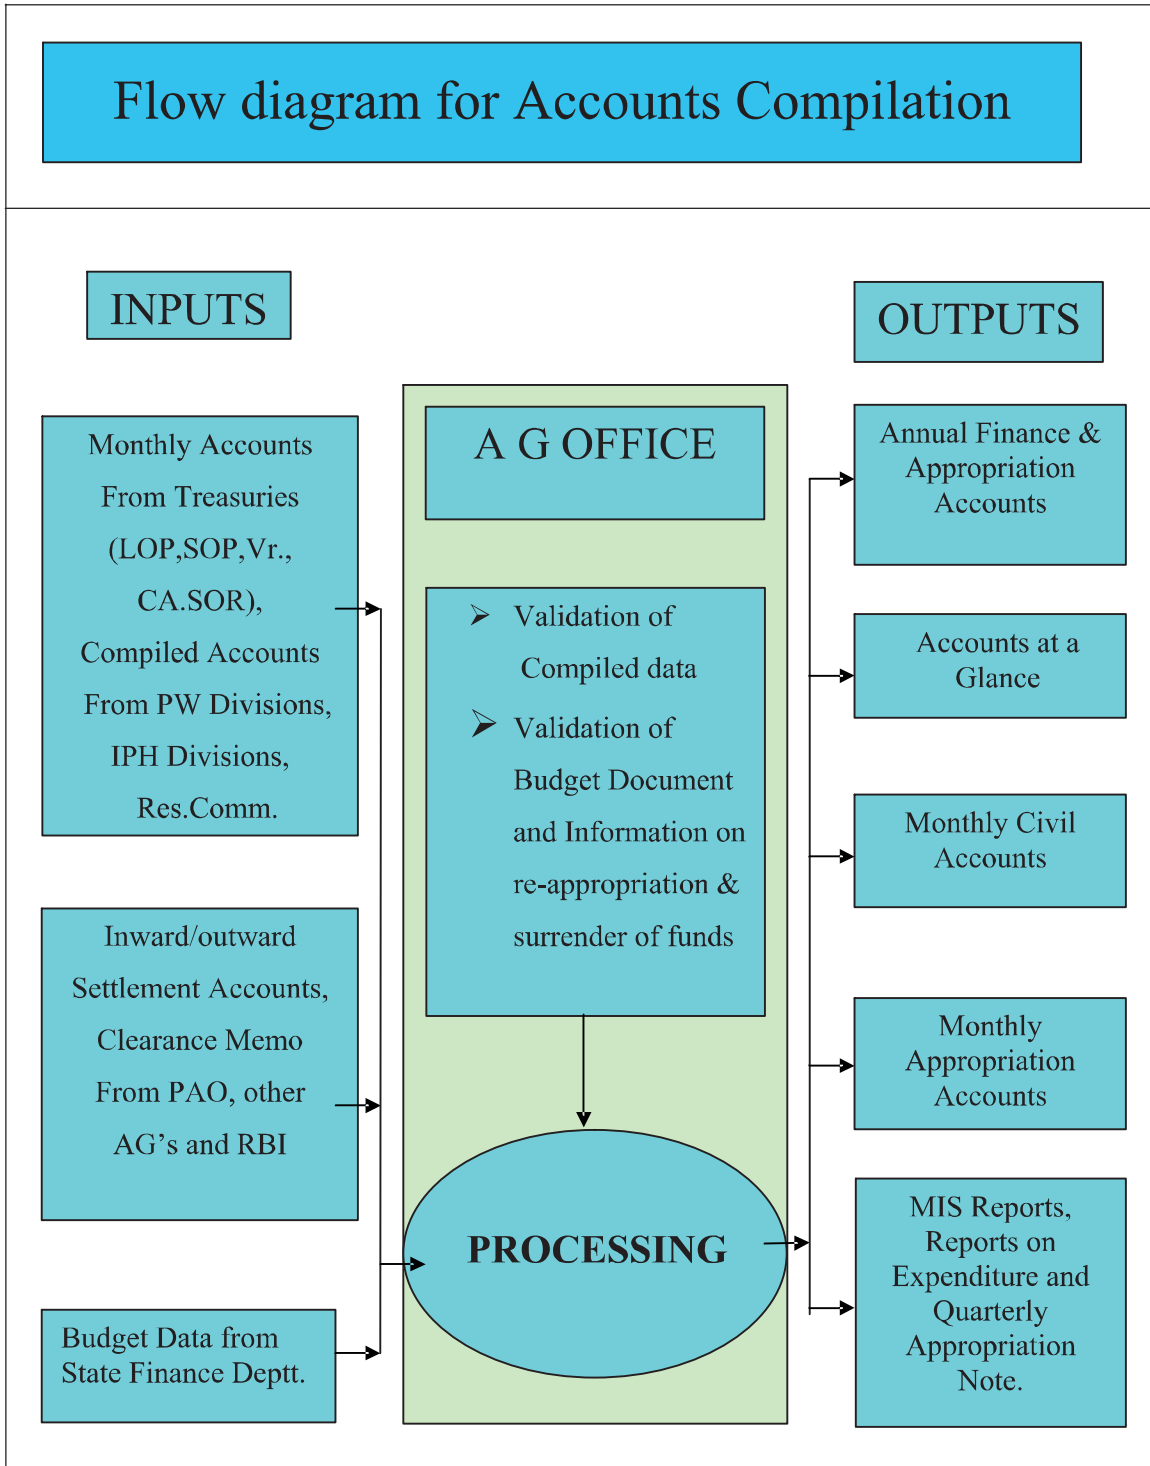 Flow diagram for Accounts Compilation
INPUTS
Monthly Accounts
From Treasuries
(LOP,SOP,Vr.,
CA.SOR),
Compiled Accounts
From PW Divisions,
IPH Divisions,
Res.Comm.
Inward/outward
Settlement Accounts,
Clearance Memo
From PAO, other
AG’s and RBI
Budget Data from
State Finance Deptt.
A G OFFICE
➢ Validation of
Compiled data
➢ Validation of
Budget Document
and Information on
re-appropriation &
surrender of funds
PROCESSING
OUTPUTS
Annual Finance &
Appropriation
Accounts
Accounts at a
Glance
Monthly Civil
Accounts
Monthly
Appropriation
Accounts
MIS Reports,
Reports on
Expenditure and
Quarterly
Appropriation
Note.